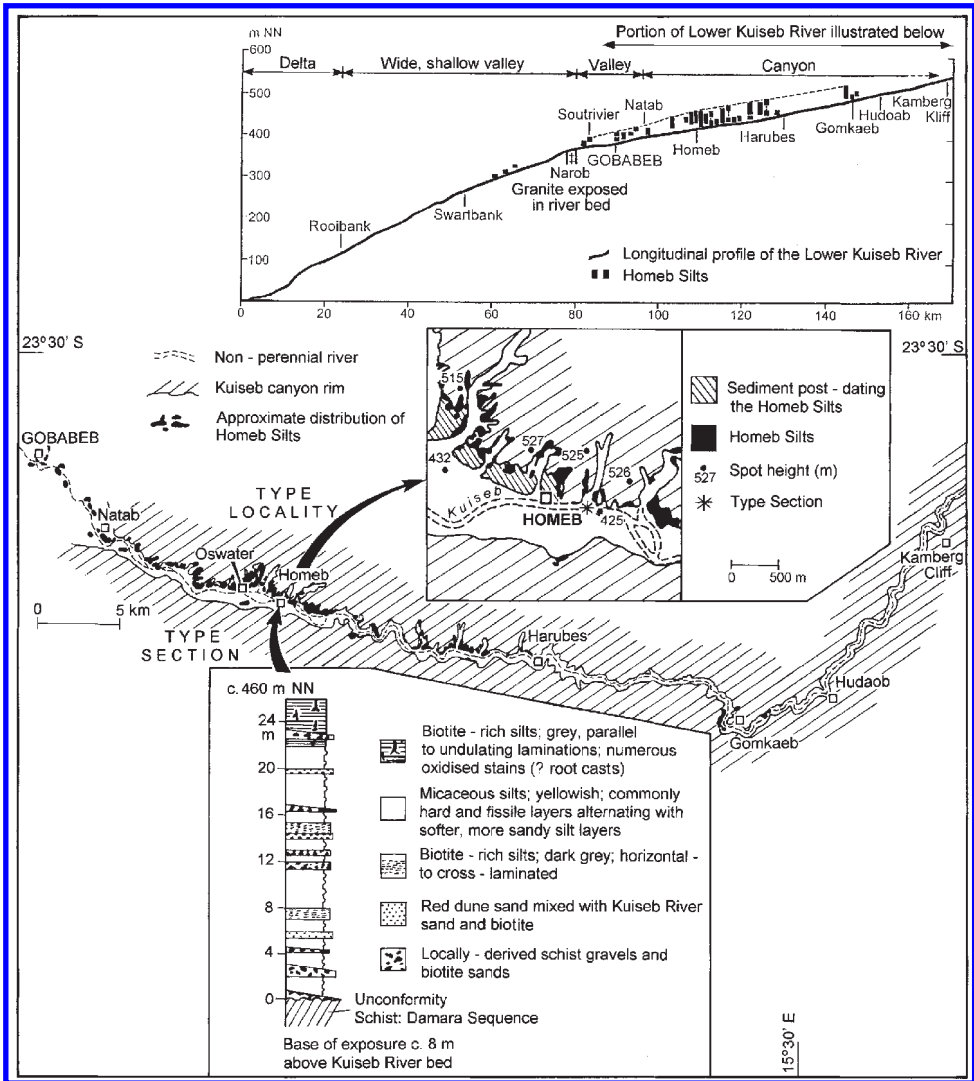 m NN
600
500
400
300
200
100
Portion of Lower Kuiseb River illustrated below
Delta
Wide, shallow valley
Valley
Canyon
Soutrivier
Natab
GOBABEB
Homeb
Harubes
Gomkaeb
Hudoab
Kamberg
Cliff
Narob
Granite exposed
in river bed
Swartbank
Rooibank
Longitudinal profile of the Lower Kuiseb River
Homeb Silts
0 20 40 60 80 100 120 140 160 km
23º30' S
23º30' S
Non - perennial river
Kuiseb canyon rim
Approximate distribution of
Homeb Silts
GOBABEB
Natab
Oswater
Homeb
Harubes
Gomkaeb
Hudaob
Kamberg
Cliff
0 5 km
TYPE
LOCALITY
TYPE
SECTION
515
432
527
525
526
425
Kuiseb
HOMEB
Sediment post - dating
the Homeb Silts
Homeb Silts
527
Spot height (m)
Type Section
0 500 m
c. 460 m NN
24
m
20
16
12
8
4
0
Biotite - rich silts; grey, parallel
to undulating laminations; numerous
oxidised stains (? root casts)
Micaceous silts; yellowish; commonly
hard and fissile layers alternating with
softer, more sandy silt layers
Biotite - rich silts; dark grey; horizontal -
to cross - laminated
Red dune sand mixed with Kuiseb River
sand and biotite
Locally - derived schist gravels and
biotite sands
Unconformity
Schist: Damara Sequence
Base of exposure c. 8 m
above Kuiseb River bed
15º30' E